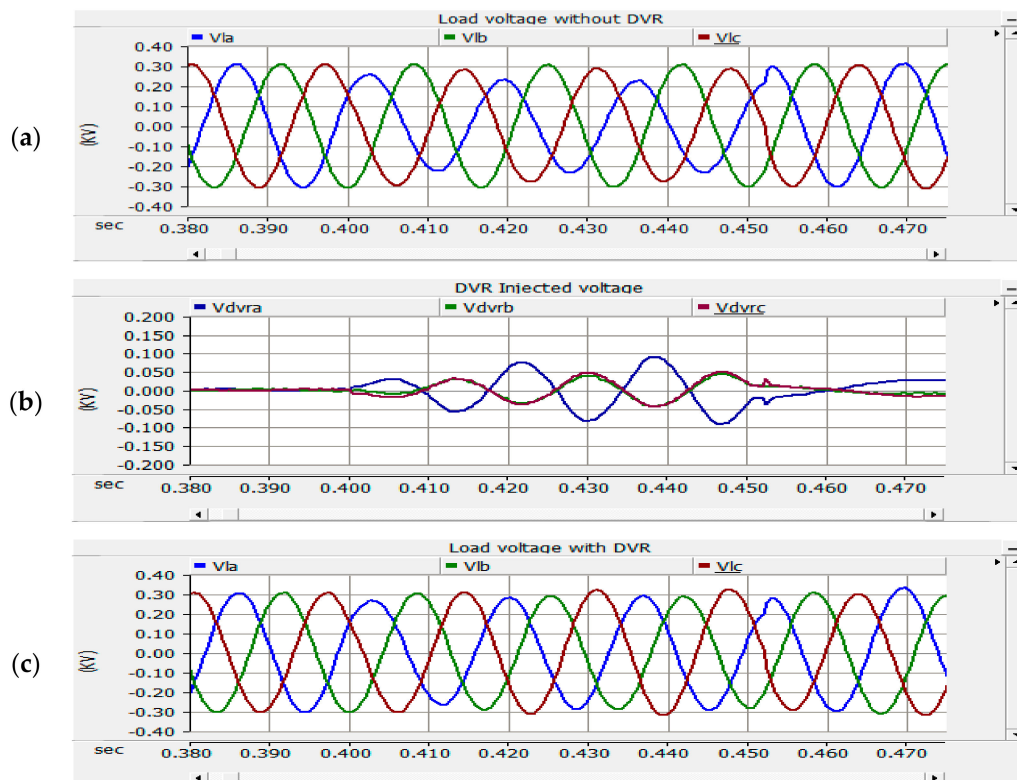 Load voltage without DVR
Vla Vlb Vlc
(a)
(KV)
0.40
0.30
0.20
0.10
0.00
-0.10
-0.20
-0.30
-0.40
sec 0.380 0.390 0.400 0.410 0.420 0.430 0.440 0.450 0.460 0.470
DVR Injected voltage
Vdvra Vdvrb Vdvrc
(b)
(KV)
0.200
0.150
0.100
0.050
0.000
-0.050
-0.100
-0.150
-0.200
sec 0.380 0.390 0.400 0.410 0.420 0.430 0.440 0.450 0.460 0.470
Load voltage with DVR
Vla Vlb Vlc
(c)
(KV)
0.40
0.30
0.20
0.10
0.00
-0.10
-0.20
-0.30
-0.40
sec 0.380 0.390 0.400 0.410 0.420 0.430 0.440 0.450 0.460 0.470